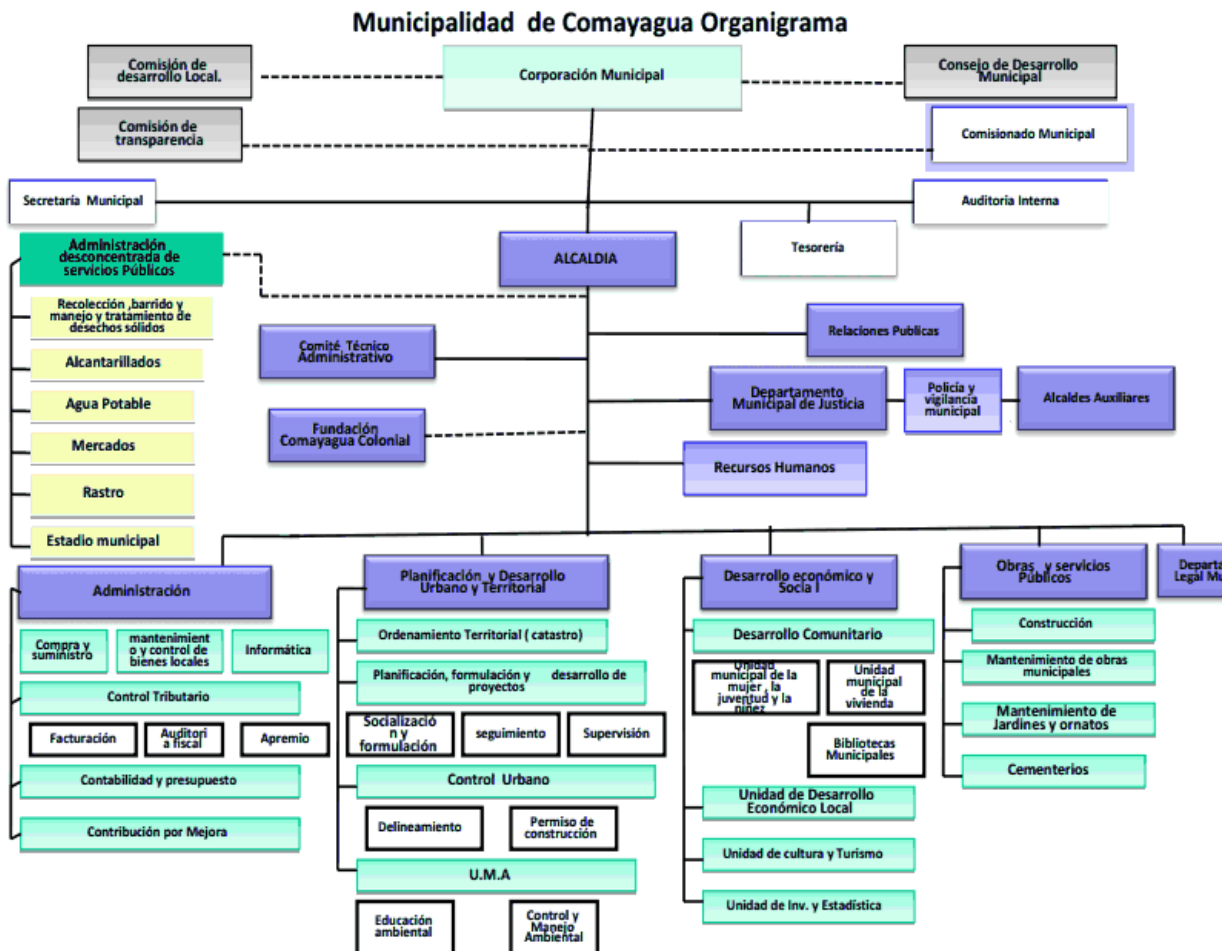 Municipalidad de Comayagua Organigrama
Comisión de
desarrollo Local.
Corporación Municipal
Consejo de Desarrollo
Municipal
Comisión de
transparencia
Comisionado Municipal
Secretaría Municipal
Auditoria Interna
Tesorería
Administración
desconcentrada de
servicios Públicos
ALCALDIA
Recolección ,barrido y
manejo y tratamiento de
desechos sólidos
Alcantarillados
Agua Potable
Mercados
Rastro
Estadio municipal
Comité Técnico
Administrativo
Relaciones Publicas
Departamento
Municipal de Justicia
Policía y
vigilancia
municipal
Alcaldes Auxiliares
Fundación
Comayagua Colonial
Recursos Humanos
Administración
Compra y
suministro
mantenimient
o y control de
bienes locales
Informática
Control Tributario
Facturación
Auditori
a fiscal
Apremio
Contabilidad y presupuesto
Contribución por Mejora
Planificación y Desarrollo
Urbano y Territorial
Ordenamiento Territorial ( catastro)
Planificación, formulación y desarrollo de
proyectos
Socializació
n y
formulación
seguimiento
Supervisión
Control Urbano
Delineamiento
Permiso de
construcción
U.M.A
Educación
ambiental
Control y
Manejo
Ambiental
Desarrollo económico y
Socia l
Desarrollo Comunitario
Unidad
municipal de la
mujer , la
juventud y la
niñez
Unidad
municipal
de la
vivienda
Bibliotecas
Municipales
Unidad de Desarrollo
Económico Local
Unidad de cultura y Turismo
Unidad de Inv. y Estadística
Obras y servicios
Públicos
Construcción
Mantenimiento de obras
municipales
Mantenimiento de
Jardines y ornatos
Cementerios
Departa
Legal Mu